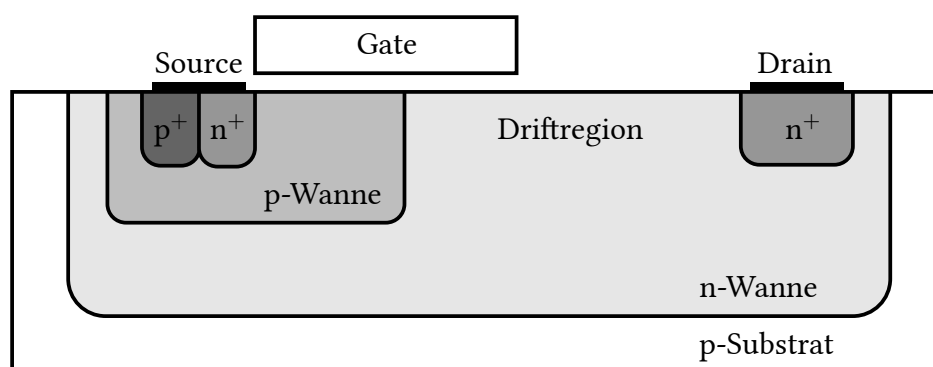 Gate
Source
Drain
p⁺
n⁺
Driftregion
n⁺
p-Wanne
n-Wanne
p-Substrat